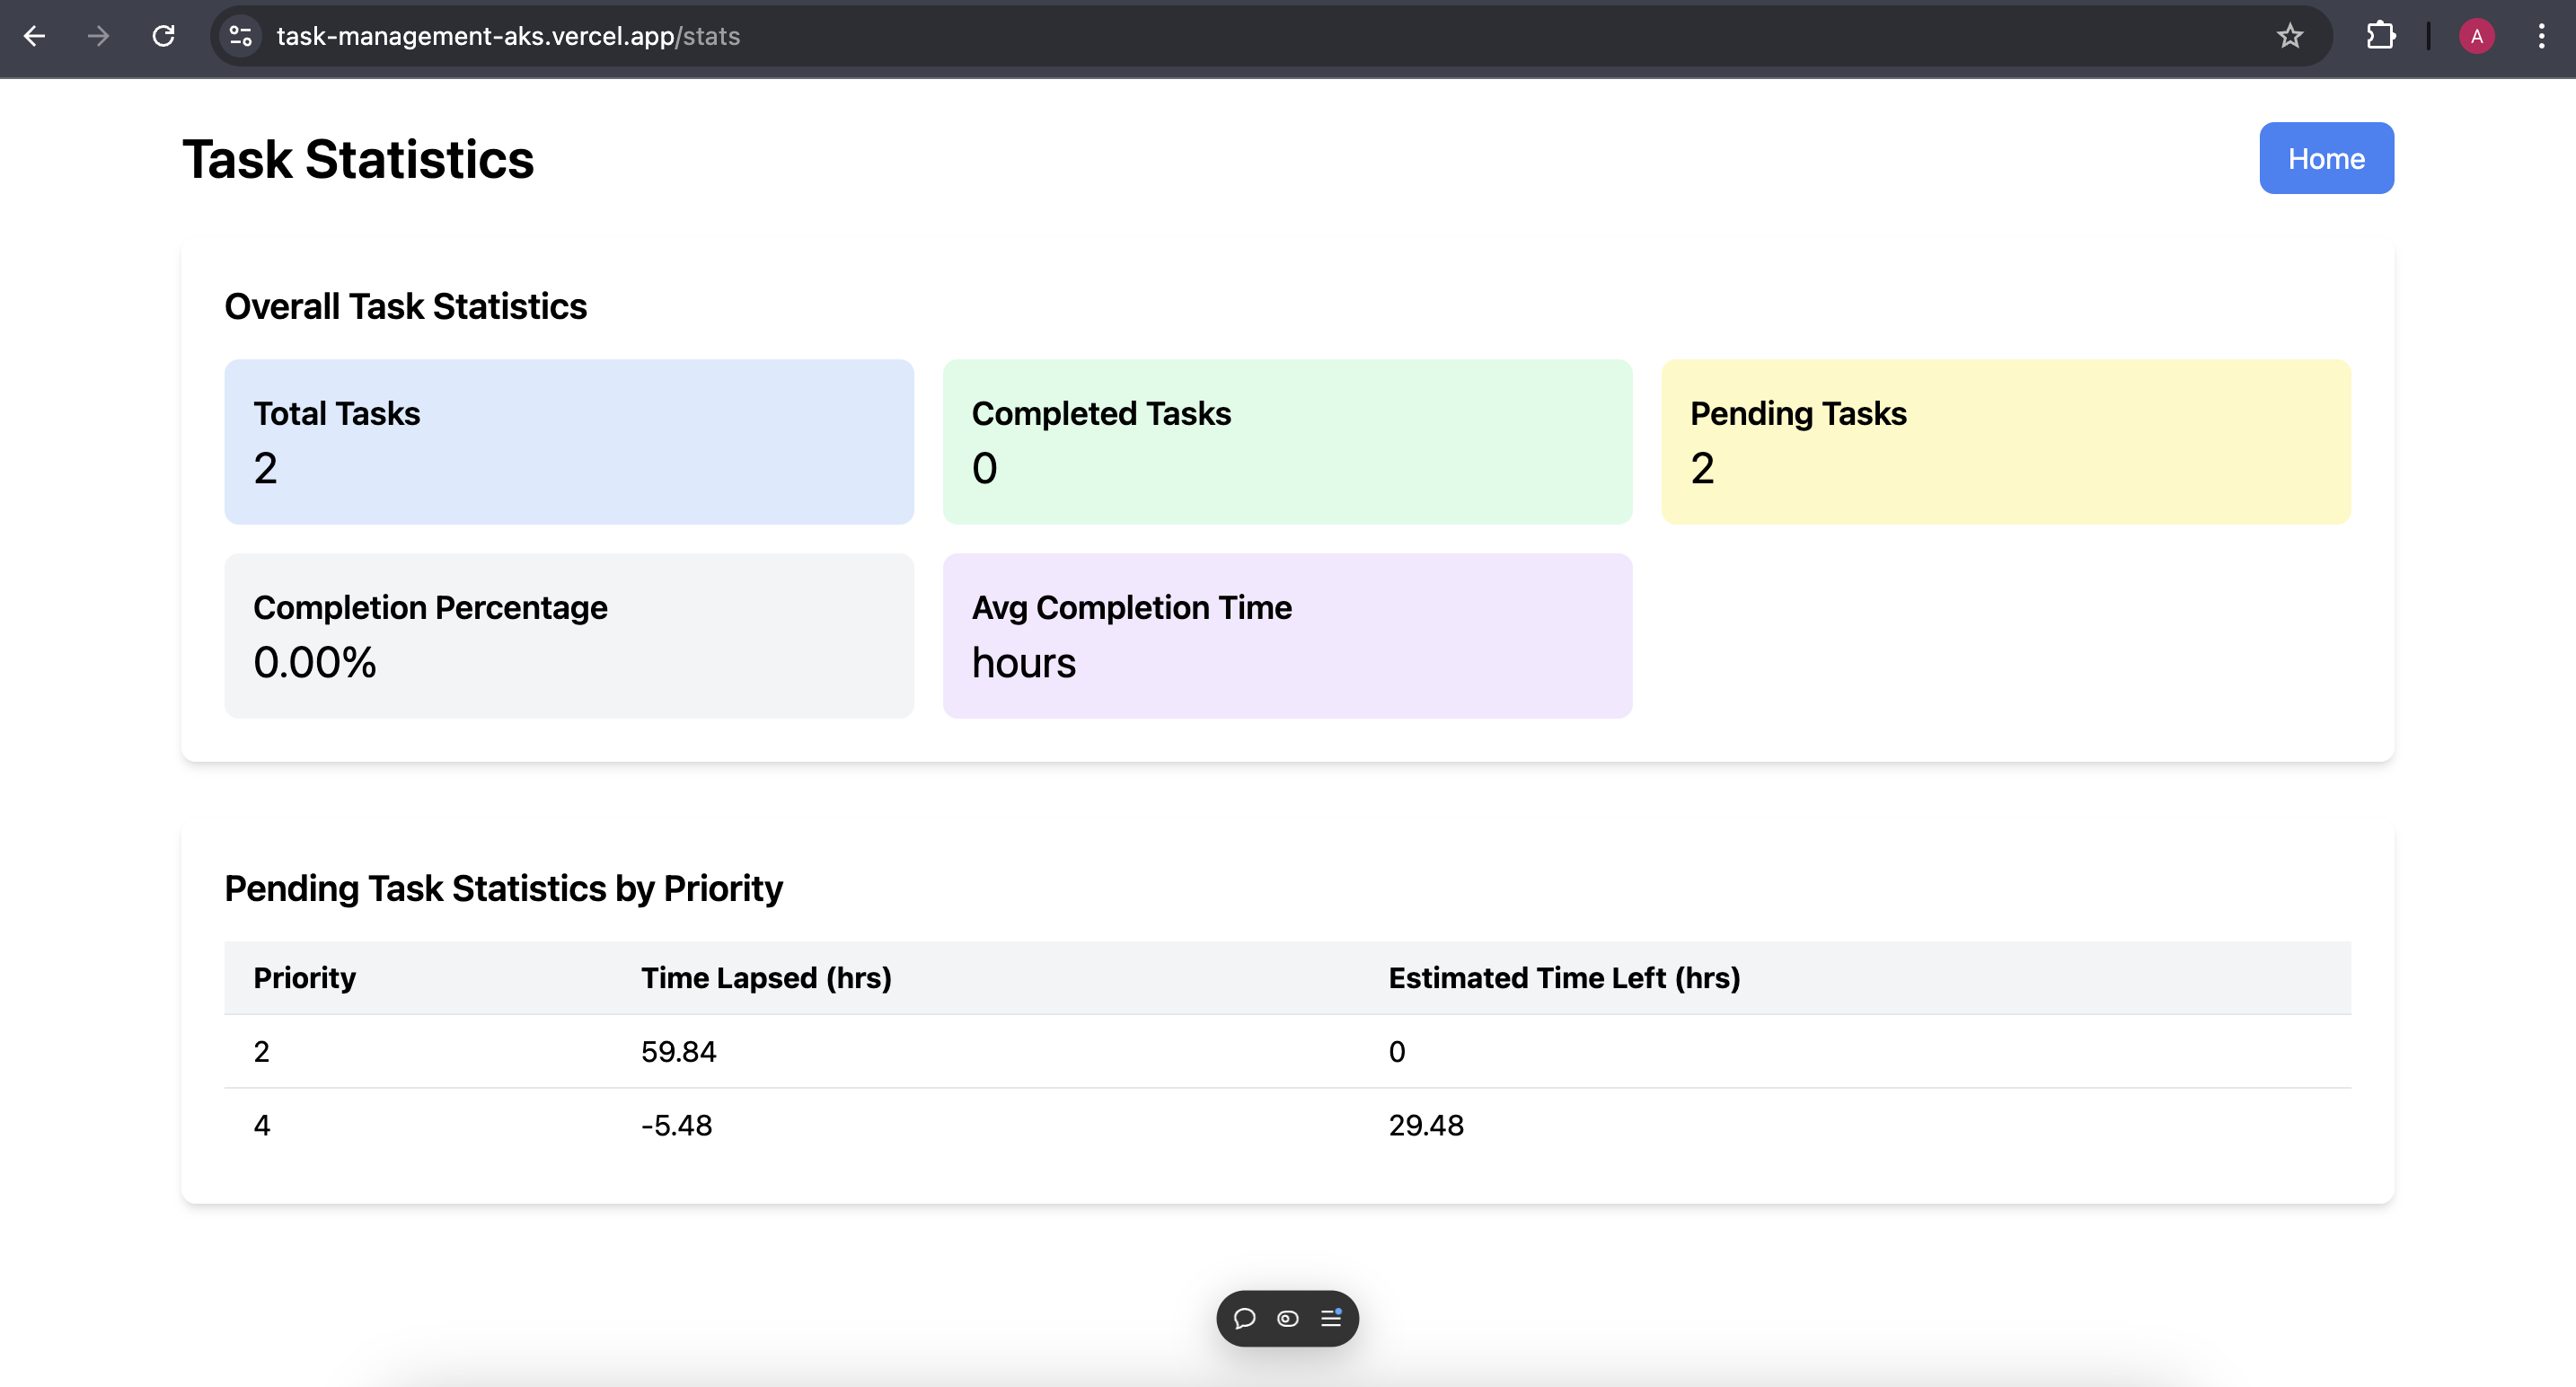 task-management-aks.vercel.app/stats
A
Task Statistics
Home
Overall Task Statistics
Total Tasks
2
Completed Tasks
0
Pending Tasks
2
Completion Percentage
0.00%
Avg Completion Time
hours
Pending Task Statistics by Priority
Priority Time Lapsed (hrs) Estimated Time Left (hrs)
2 59.84 0
4 -5.48 29.48